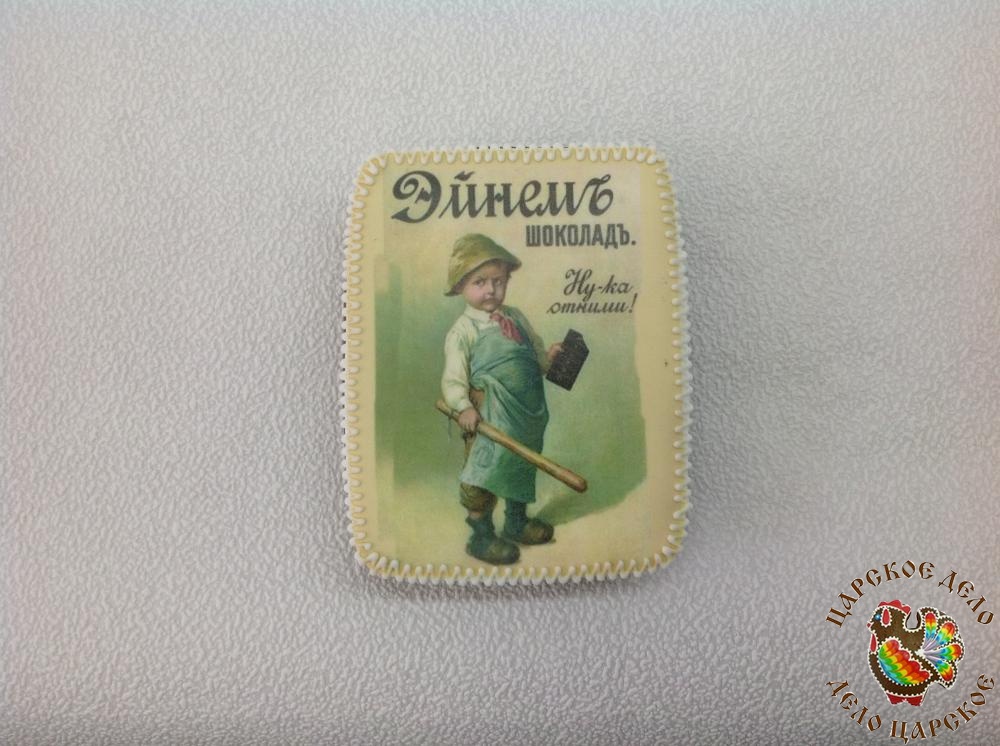 Эйнемъ
ШОКОЛАДЪ.
Ну-ка
отними!
ЦАРСКОЕ ДЕЛО
ДЕЛО ЦАРСКОЕ